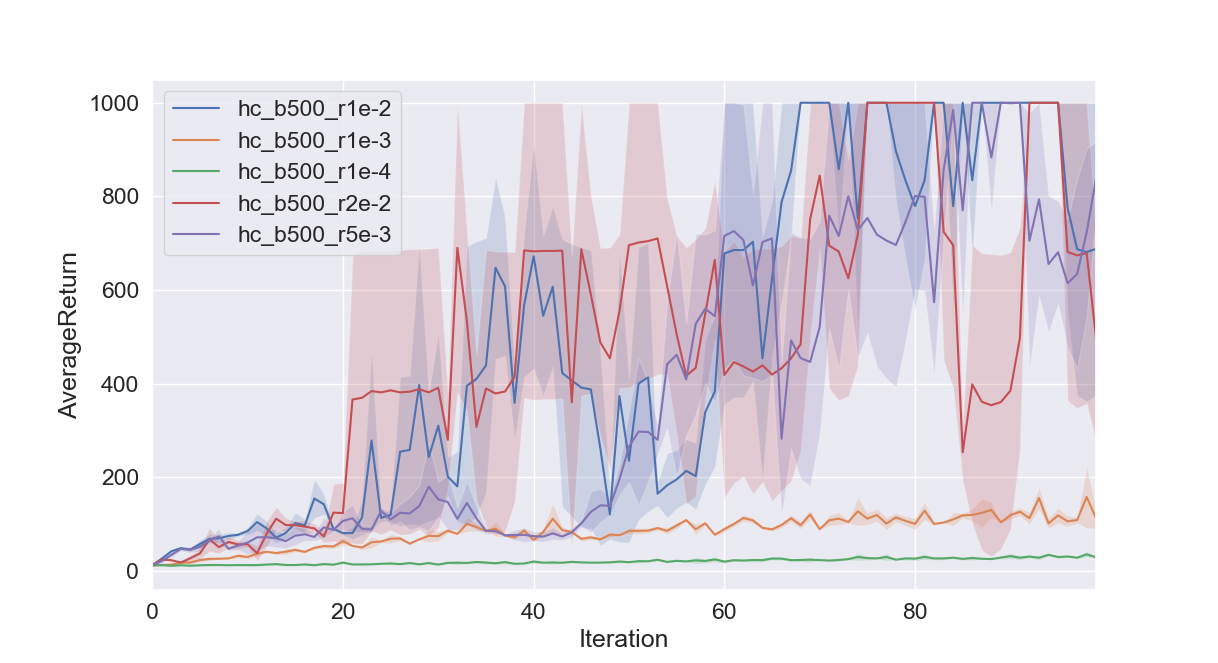 1000
800
600
400
200
0
AverageReturn
hc_b500_r1e-2
hc_b500_r1e-3
hc_b500_r1e-4
hc_b500_r2e-2
hc_b500_r5e-3
0 20 40 60 80
Iteration